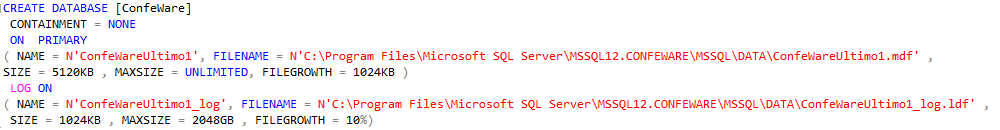 CREATE DATABASE [ConfeWare]
CONTAINMENT = NONE
ON  PRIMARY
( NAME = N'ConfeWareUltimo1', FILENAME = N'C:\Program Files\Microsoft SQL Server\MSSQL12.CONFEWARE\MSSQL\DATA\ConfeWareUltimo1.mdf' ,
SIZE = 5120KB , MAXSIZE = UNLIMITED, FILEGROWTH = 1024KB )
LOG ON
( NAME = N'ConfeWareUltimo1_log', FILENAME = N'C:\Program Files\Microsoft SQL Server\MSSQL12.CONFEWARE\MSSQL\DATA\ConfeWareUltimo1_log.ldf' ,
SIZE = 1024KB , MAXSIZE = 2048GB , FILEGROWTH = 10%)